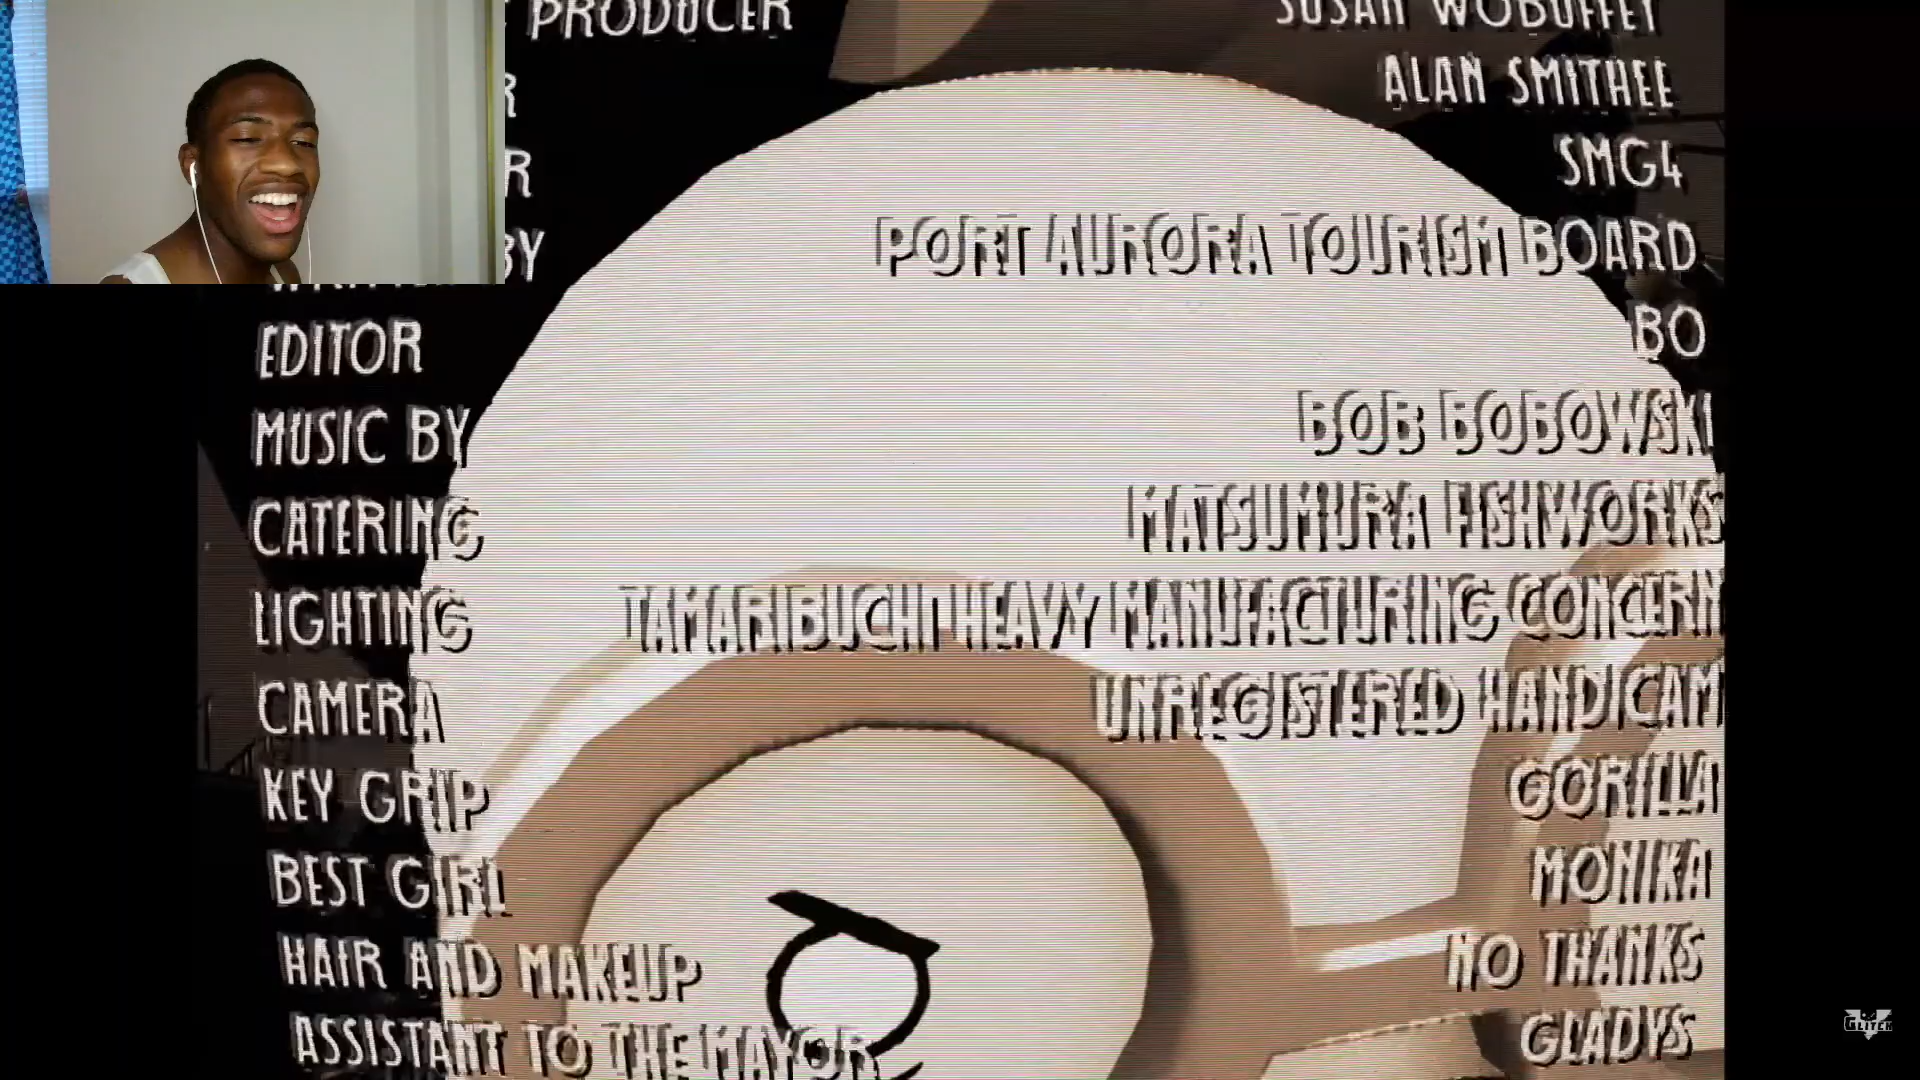 PRODUCER SUSAN WOBUFFET
R ALAN SMITHEE
R SMG4
BY PORT AURORA TOURISM BOARD
EDITOR BO
MUSIC BY BOB BOBOWSKI
CATERING MATSUMURA FISHWORKS
LIGHTING TAMARIBUCHI HEAVY MANUFACTURING CONCERN
CAMERA UNREGISTERED HANDICAM
KEY GRIP GORILLA
BEST GIRL MONIKA
HAIR AND MAKEUP NO THANKS
ASSISTANT TO THE MAYOR GLADYS
GLITCH